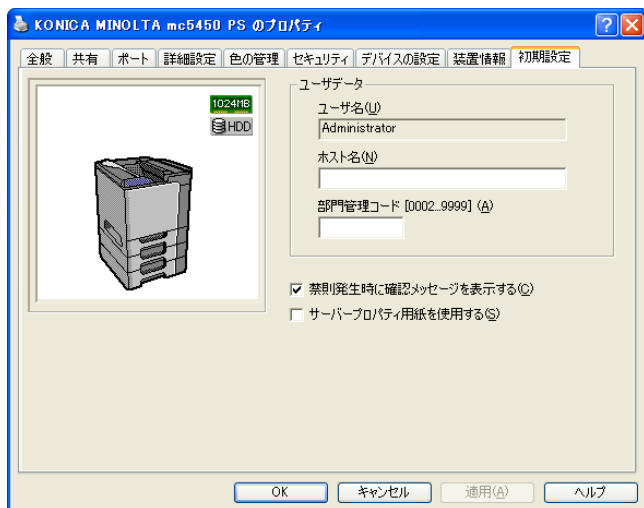 KONICA MINOLTA mc5450 PS のプロパティ
全般 共有 ポート 詳細設定 色の管理 セキュリティ デバイスの設定 装置情報 初期設定
1024MB
HDD
ユーザデータ
ユーザ名(U)
Administrator
ホスト名(N)
部門管理コード [0002...9999] (A)
禁則発生時に確認メッセージを表示する(C)
サーバープロパティ用紙を使用する(S)
OK キャンセル 適用(A) ヘルプ